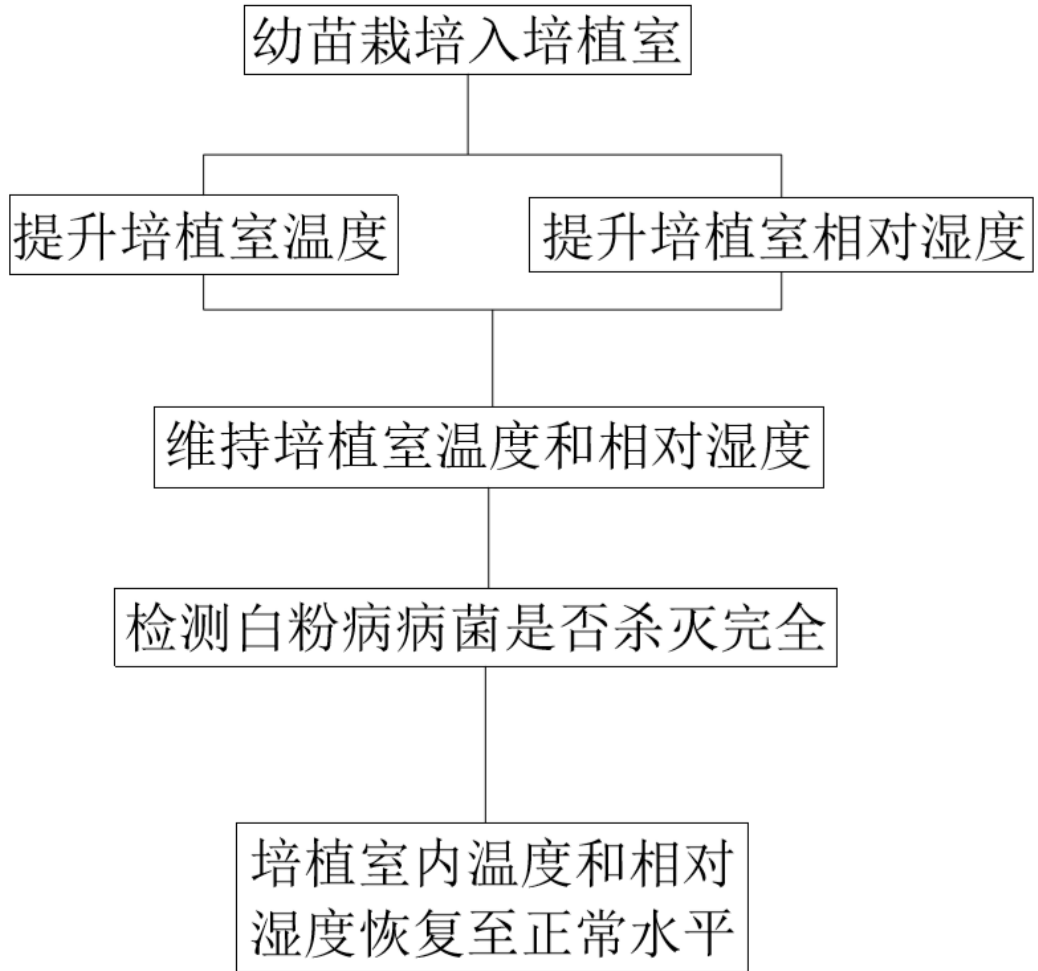 幼苗栽培入培植室
提升培植室温度
提升培植室相对湿度
维持培植室温度和相对湿度
检测白粉病病菌是否杀灭完全
培植室内温度和相对
湿度恢复至正常水平